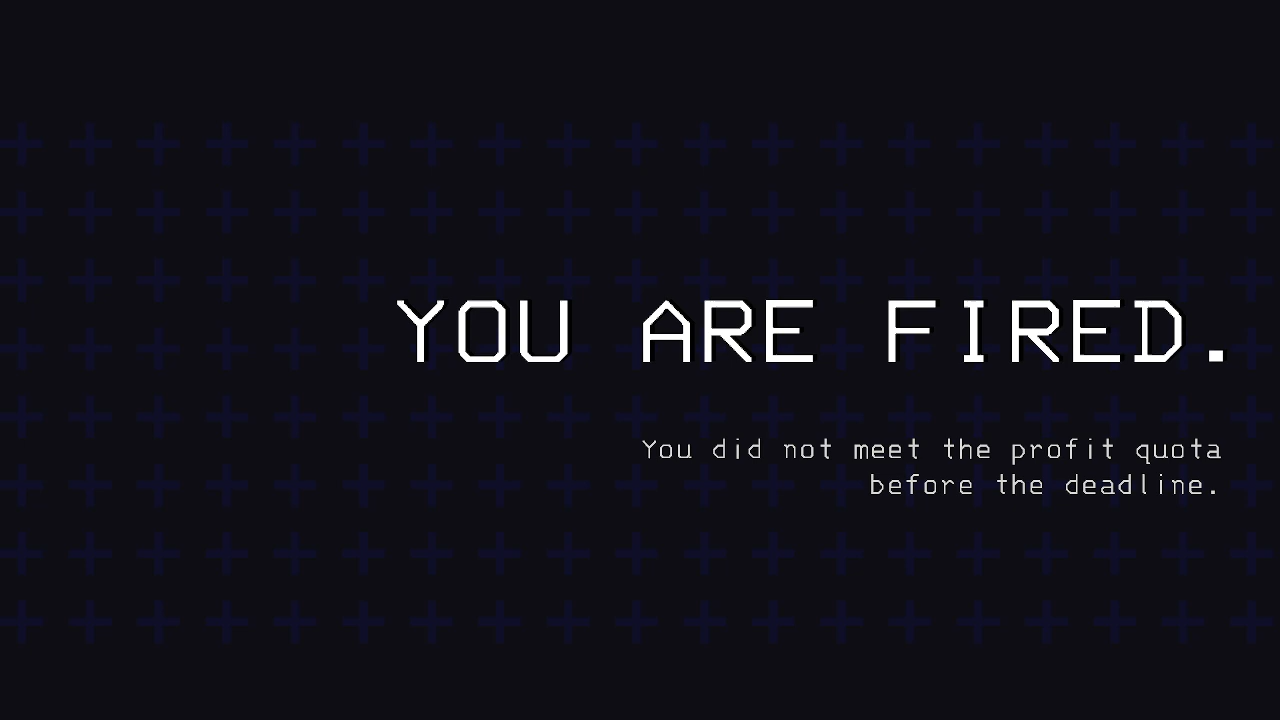 YOU ARE FIRED.
You did not meet the profit quota
before the deadline.